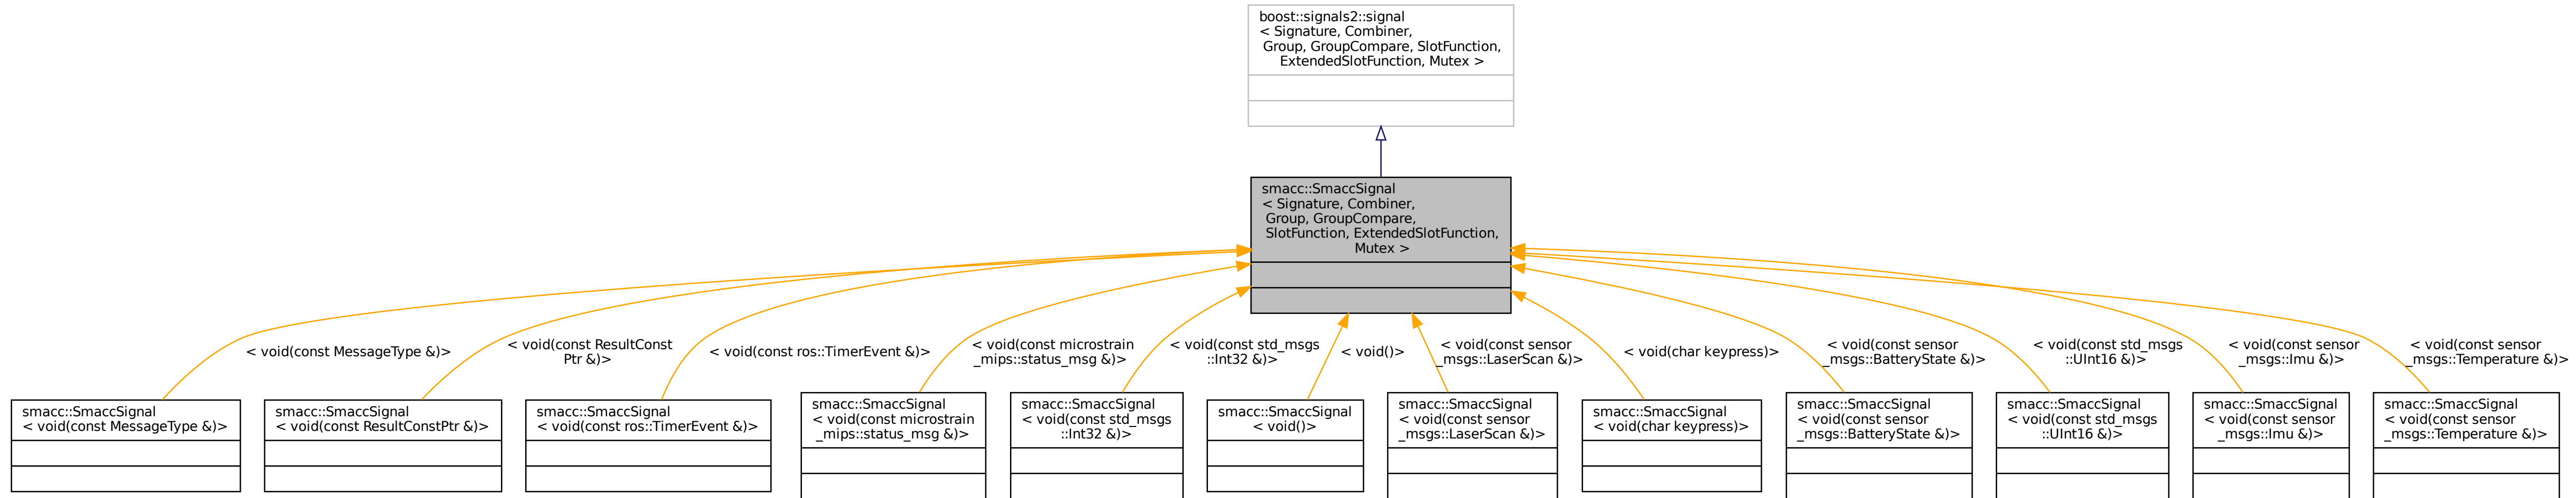 boost::signals2::signal
< Signature, Combiner,
Group, GroupCompare, SlotFunction,
ExtendedSlotFunction, Mutex >
smacc::SmaccSignal
< Signature, Combiner,
Group, GroupCompare,
SlotFunction, ExtendedSlotFunction,
Mutex >
< void(const MessageType &)>
< void(const ResultConst
Ptr &)>
< void(const ros::TimerEvent &)>
< void(const microstrain
_mips::status_msg &)>
< void(const std_msgs
::Int32 &)>
< void()>
< void(const sensor
_msgs::LaserScan &)>
< void(char keypress)>
< void(const sensor
_msgs::BatteryState &)>
< void(const std_msgs
::UInt16 &)>
< void(const sensor
_msgs::Imu &)>
< void(const sensor
_msgs::Temperature &)>
smacc::SmaccSignal
< void(const MessageType &)>
smacc::SmaccSignal
< void(const ResultConstPtr &)>
smacc::SmaccSignal
< void(const ros::TimerEvent &)>
smacc::SmaccSignal
< void(const microstrain
_mips::status_msg &)>
smacc::SmaccSignal
< void(const std_msgs
::Int32 &)>
smacc::SmaccSignal
< void()>
smacc::SmaccSignal
< void(const sensor
_msgs::LaserScan &)>
smacc::SmaccSignal
< void(char keypress)>
smacc::SmaccSignal
< void(const sensor
_msgs::BatteryState &)>
smacc::SmaccSignal
< void(const std_msgs
::UInt16 &)>
smacc::SmaccSignal
< void(const sensor
_msgs::Imu &)>
smacc::SmaccSignal
< void(const sensor
_msgs::Temperature &)>